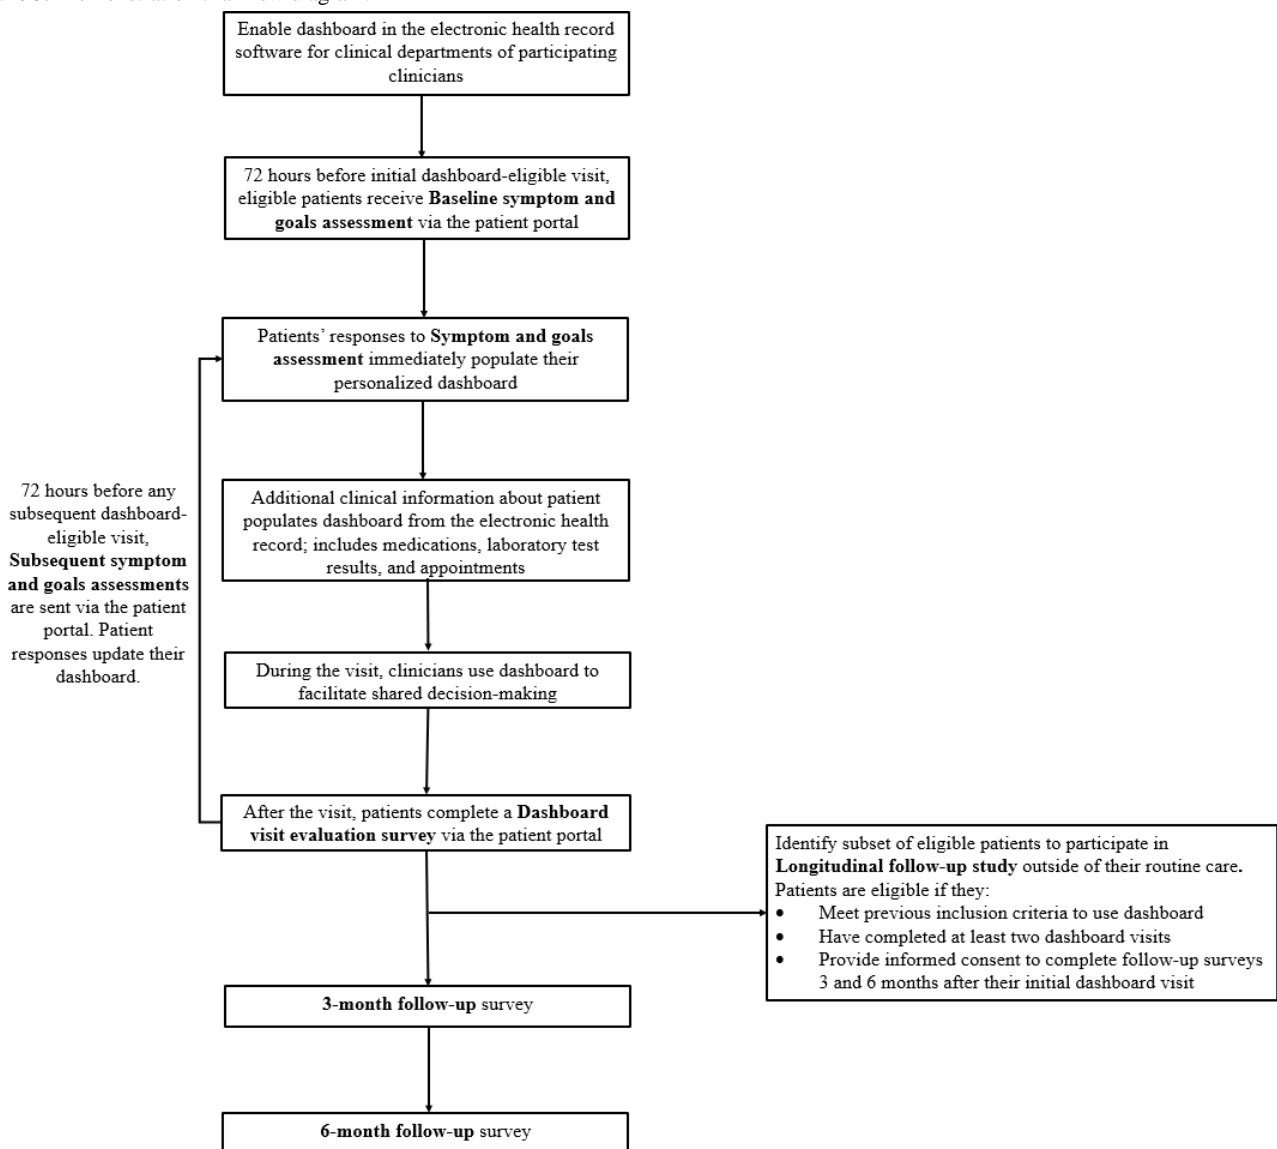 Enable dashboard in the electronic health record
software for clinical departments of participating
clinicians
72 hours before initial dashboard-eligible visit,
eligible patients receive Baseline symptom and
goals assessment via the patient portal
Patients' responses to Symptom and goals
assessment immediately populate their
personalized dashboard
72 hours before any
subsequent dashboard-
eligible visit,
Subsequent symptom
and goals assessments
are sent via the patient
portal. Patient
responses update their
dashboard.
Additional clinical information about patient
populates dashboard from the electronic health
record; includes medications, laboratory test
results, and appointments
During the visit, clinicians use dashboard to
facilitate shared decision-making
After the visit, patients complete a Dashboard
visit evaluation survey via the patient portal
Identify subset of eligible patients to participate in
Longitudinal follow-up study outside of their routine care.
Patients are eligible if they:
• Meet previous inclusion criteria to use dashboard
• Have completed at least two dashboard visits
• Provide informed consent to complete follow-up surveys
3 and 6 months after their initial dashboard visit
3-month follow-up survey
6-month follow-up survey